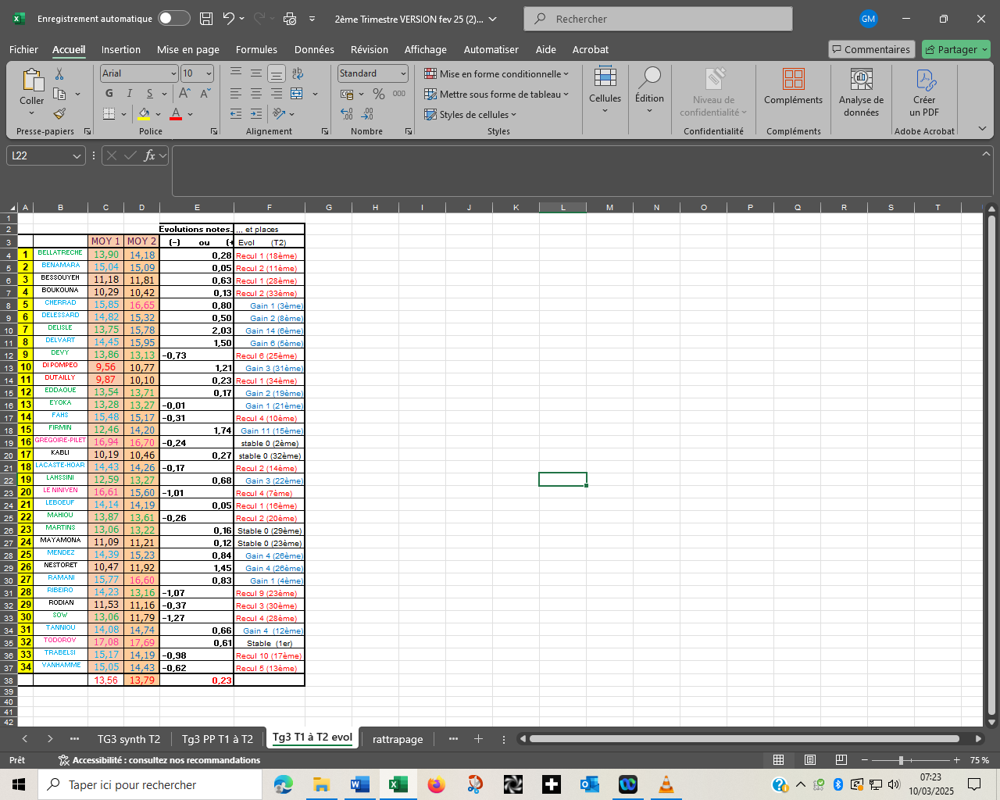 Enregistrement automatique
2ème Trimestre VERSION fev 25 (2)...
Rechercher
GM
Fichier Accueil Insertion Mise en page Formules Données Révision Affichage Automatiser Aide Acrobat
Commentaires Partager
Coller
Presse-papiers
Arial 10
G I S
Police
Alignement
Standard
% 000
Nombre
Mise en forme conditionnelle
Mettre sous forme de tableau
Styles de cellules
Styles
Cellules
Édition
Niveau de confidentialité
Confidentialité
Compléments
Compléments
Analyse de données
Créer un PDF
Adobe Acrobat
L22 fx
A B C D E F G H I J K L M N O P Q R S T
1
2 Evolutions notes. ... et places
3 MOY 1 MOY 2 (-) ou (+ Evol (T2)
4 1 BELLATRECHE 13,90 14,18 0,28 Recul 1 (18ème)
5 2 BENAMARA 15,04 15,09 0,05 Recul 2 (11ème)
6 3 BESSOUYEH 11,18 11,81 0,63 Recul 1 (28ème)
7 4 BOUKOUNA 10,29 10,42 0,13 Recul 2 (33ème)
8 5 CHERRAD 15,85 16,65 0,80 Gain 1 (3ème)
9 6 DELESSARD 14,82 15,32 0,50 Gain 2 (8ème)
10 7 DELISLE 13,75 15,78 2,03 Gain 14 (6ème)
11 8 DELVART 14,45 15,95 1,50 Gain 6 (5ème)
12 9 DEVY 13,86 13,13 -0,73 Recul 6 (25ème)
13 10 DI POMPEO 9,56 10,77 1,21 Gain 3 (31ème)
14 11 DUTAILLY 9,87 10,10 0,23 Recul 1 (34ème)
15 12 EDDAOUE 13,54 13,71 0,17 Gain 2 (19ème)
16 13 EYOKA 13,28 13,27 -0,01 Gain 1 (21ème)
17 14 FAHS 15,48 15,17 -0,31 Recul 4 (10ème)
18 15 FIRMIN 12,46 14,20 1,74 Gain 11 (15ème)
19 16 GREGOIRE-PILET 16,94 16,70 -0,24 stable 0 (2ème)
20 17 KABLI 10,19 10,46 0,27 stable 0 (32ème)
21 18 LACASTE-HOAR 14,43 14,26 -0,17 Recul 2 (14ème)
22 19 LAHSSINI 12,59 13,27 0,68 Gain 3 (22ème)
23 20 LE NINIVEN 16,61 15,60 -1,01 Recul 4 (7ème)
24 21 LEBOEUF 14,14 14,19 0,05 Recul 1 (16ème)
25 22 MAHIOU 13,87 13,61 -0,26 Recul 2 (20ème)
26 23 MARTINS 13,06 13,22 0,16 Stable 0 (29ème)
27 24 MAYAMONA 11,09 11,21 0,12 Stable 0 (23ème)
28 25 MENDEZ 14,39 15,23 0,84 Gain 4 (26ème)
29 26 NESTORET 10,47 11,92 1,45 Gain 4 (26ème)
30 27 RAMANI 15,77 16,60 0,83 Gain 1 (4ème)
31 28 RIBEIRO 14,23 13,16 -1,07 Recul 9 (23ème)
32 29 RODIAN 11,53 11,16 -0,37 Recul 3 (30ème)
33 30 SOW 13,06 11,79 -1,27 Recul 4 (28ème)
34 31 TANNIOU 14,08 14,74 0,66 Gain 4 (12ème)
35 32 TODOROV 17,08 17,69 0,61 Stable (1er)
36 33 TRABELSI 15,17 14,19 -0,98 Recul 10 (17ème)
37 34 VANHAMME 15,05 14,43 -0,62 Recul 5 (13ème)
38 13,56 13,79 0,23
39
40
41
42
TG3 synth T2 Tg3 PP T1 à T2 Tg3 T1 à T2 evol rattrapage
Prêt Accessibilité : consultez nos recommandations 75 %
Taper ici pour rechercher
07:23
10/03/2025